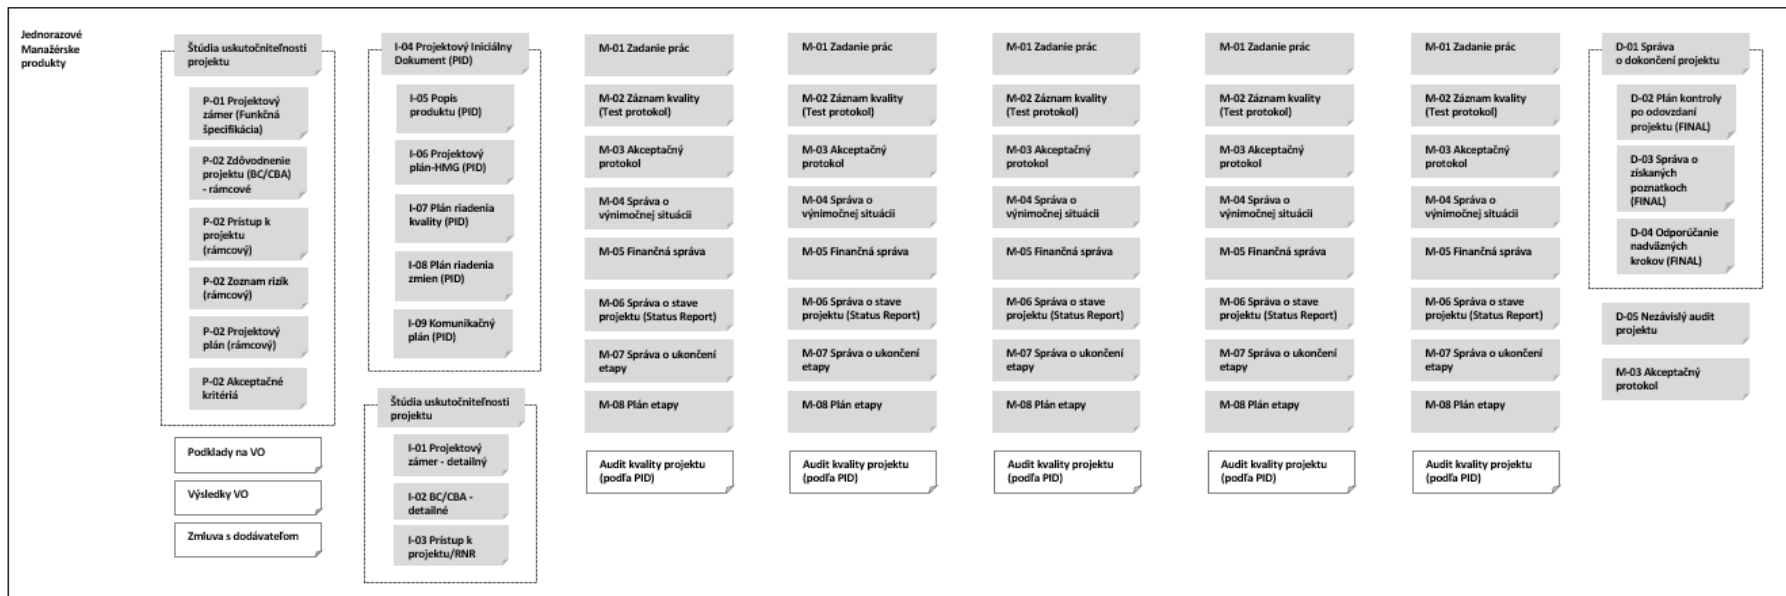 Jednorazové
Manažérske
produkty
Štúdia uskutočniteľnosti
projektu
P-01 Projektový
zámer (Funkčná
špecifikácia)
P-02 Zdôvodnenie
projektu (BC/CBA)
- rámcové
P-02 Prístup k
projektu
(rámcový)
P-02 Zoznam rizík
(rámcový)
P-02 Projektový
plán (rámcový)
P-02 Akceptačné
kritériá
Podklady na VO
Výsledky VO
Zmluva s dodávateľom
I-04 Projektový Iniciálny
Dokument (PID)
I-05 Popis
produktu (PID)
I-06 Projektový
plán-HMG (PID)
I-07 Plán riadenia
kvality (PID)
I-08 Plán riadenia
zmien (PID)
I-09 Komunikačný
plán (PID)
Štúdia uskutočniteľnosti
projektu
I-01 Projektový
zámer - detailný
I-02 BC/CBA -
detailné
I-03 Prístup k
projektu/RNR
M-01 Zadanie prác
M-02 Záznam kvality
(Test protokol)
M-03 Akceptačný
protokol
M-04 Správa o
výnimočnej situácii
M-05 Finančná správa
M-06 Správa o stave
projektu (Status Report)
M-07 Správa o ukončení
etapy
M-08 Plán etapy
Audit kvality projektu
(podľa PID)
M-01 Zadanie prác
M-02 Záznam kvality
(Test protokol)
M-03 Akceptačný
protokol
M-04 Správa o
výnimočnej situácii
M-05 Finančná správa
M-06 Správa o stave
projektu (Status Report)
M-07 Správa o ukončení
etapy
M-08 Plán etapy
Audit kvality projektu
(podľa PID)
M-01 Zadanie prác
M-02 Záznam kvality
(Test protokol)
M-03 Akceptačný
protokol
M-04 Správa o
výnimočnej situácii
M-05 Finančná správa
M-06 Správa o stave
projektu (Status Report)
M-07 Správa o ukončení
etapy
M-08 Plán etapy
Audit kvality projektu
(podľa PID)
M-01 Zadanie prác
M-02 Záznam kvality
(Test protokol)
M-03 Akceptačný
protokol
M-04 Správa o
výnimočnej situácii
M-05 Finančná správa
M-06 Správa o stave
projektu (Status Report)
M-07 Správa o ukončení
etapy
M-08 Plán etapy
Audit kvality projektu
(podľa PID)
M-01 Zadanie prác
M-02 Záznam kvality
(Test protokol)
M-03 Akceptačný
protokol
M-04 Správa o
výnimočnej situácii
M-05 Finančná správa
M-06 Správa o stave
projektu (Status Report)
M-07 Správa o ukončení
etapy
M-08 Plán etapy
Audit kvality projektu
(podľa PID)
D-01 Správa
o dokončení projektu
D-02 Plán kontroly
po odovzdaní
projektu (FINAL)
D-03 Správa o
získaných
poznatkoch
(FINAL)
D-04 Odporúčanie
nadväzných
krokov (FINAL)
D-05 Nezávislý audit
projektu
M-03 Akceptačný
protokol